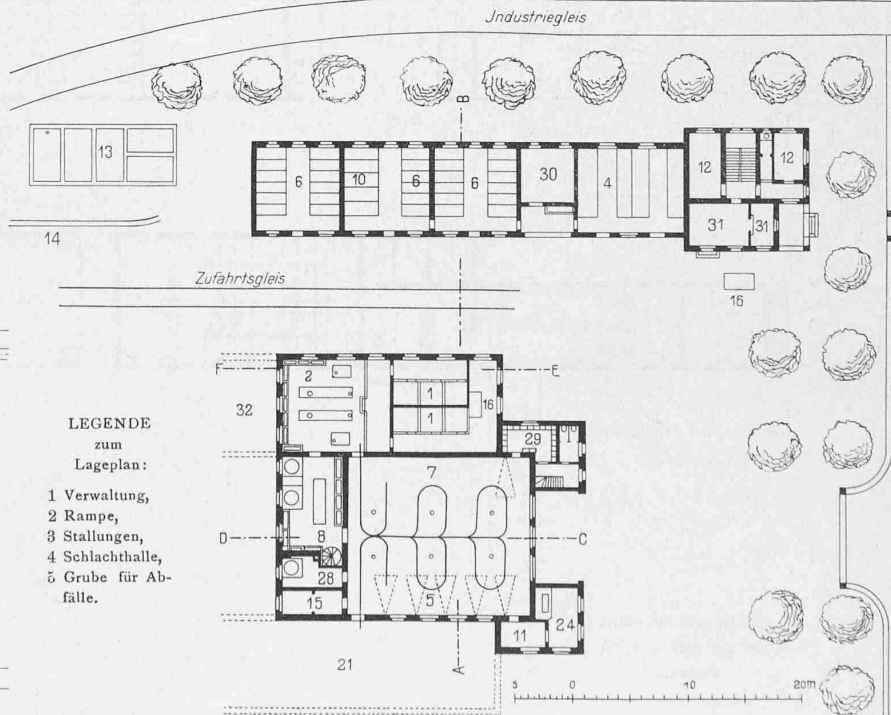 Industriegleis
B
13
6
10
6
6
30
4
12
12
31
31
14
Zufahrtsgleis
16
F
E
2
1
1
16
32
29
LEGENDE
zum
Lageplan:
1 Verwaltung,
2 Rampe,
3 Stallungen,
4 Schlachthalle,
5 Grube für Ab-
fälle.
7
D
8
C
28
5
15
24
11
21
A
5 0 10 20m